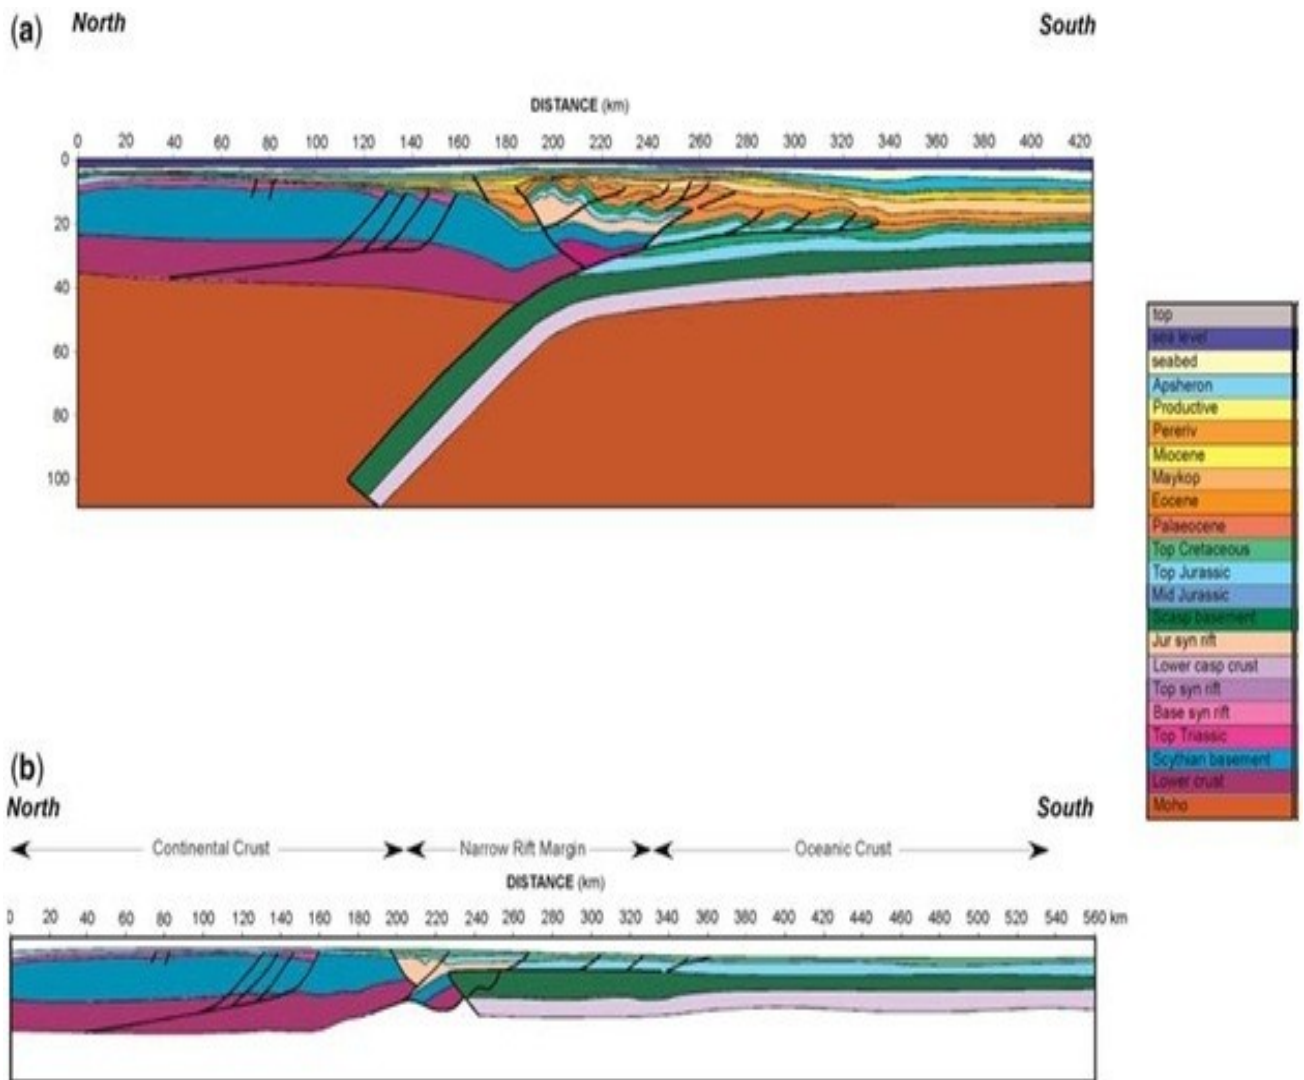 (a) North South
DISTANCE (km)
0 20 40 60 80 100 120 140 160 180 200 220 240 260 280 300 320 340 360 380 400 420
0
20
40
60
80
100
top
sea level
seabed
Apsheron
Productive
Pereriv
Miocene
Maykop
Eocene
Palaeocene
Top Cretaceous
Top Jurassic
Mid Jurassic
Scasp basement
Jur syn rift
Lower casp crust
Top syn rift
Base syn rift
Top Triassic
Scythian basement
Lower crust
Moho
(b)
North South
Continental Crust Narrow Rift Margin Oceanic Crust
DISTANCE (km)
0 20 40 60 80 100 120 140 160 180 200 220 240 260 280 300 320 340 360 380 400 420 440 460 480 500 520 540 560 km